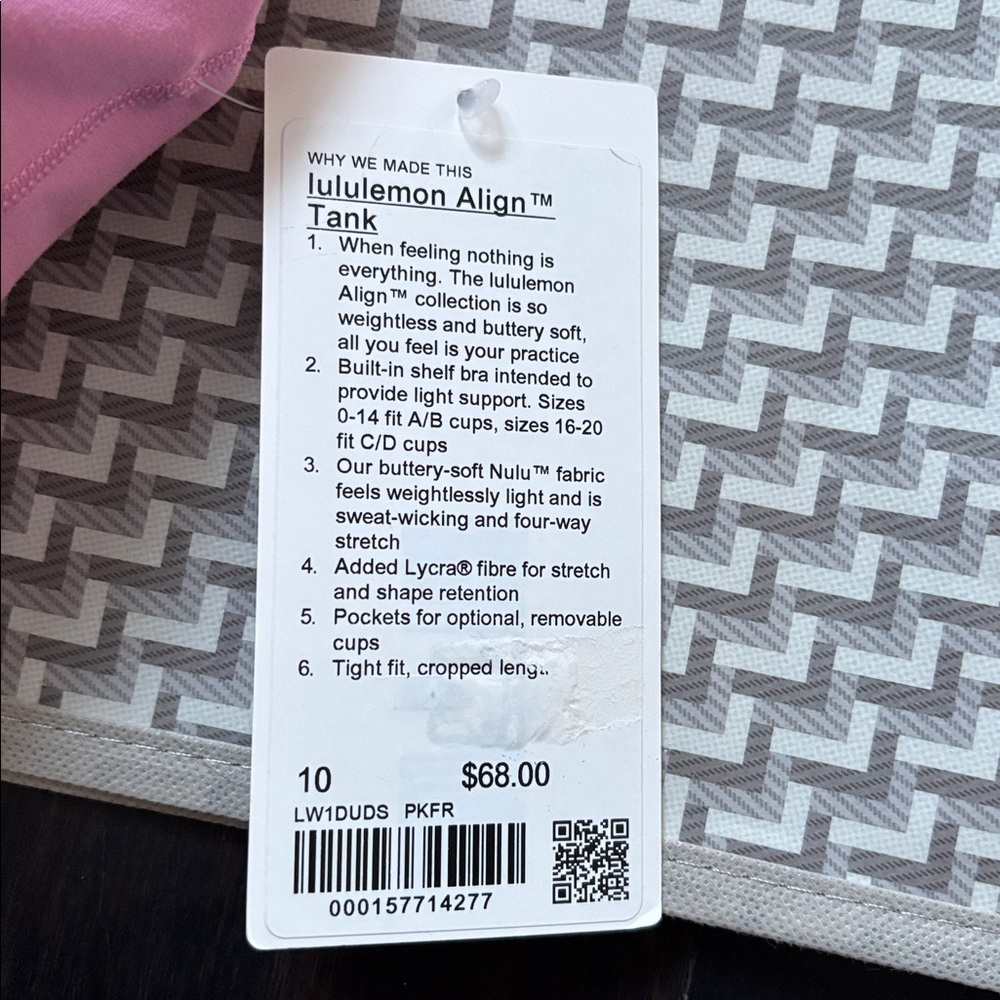 WHY WE MADE THIS
lululemon Align™
Tank
1. When feeling nothing is
everything. The lululemon
Align™ collection is so
weightless and buttery soft,
all you feel is your practice
2. Built-in shelf bra intended to
provide light support. Sizes
0-14 fit A/B cups, sizes 16-20
fit C/D cups
3. Our buttery-soft Nulu™ fabric
feels weightlessly light and is
sweat-wicking and four-way
stretch
4. Added Lycra® fibre for stretch
and shape retention
5. Pockets for optional, removable
cups
6. Tight fit, cropped
10 $68.00
LW1DUDS PKFR
000157714277